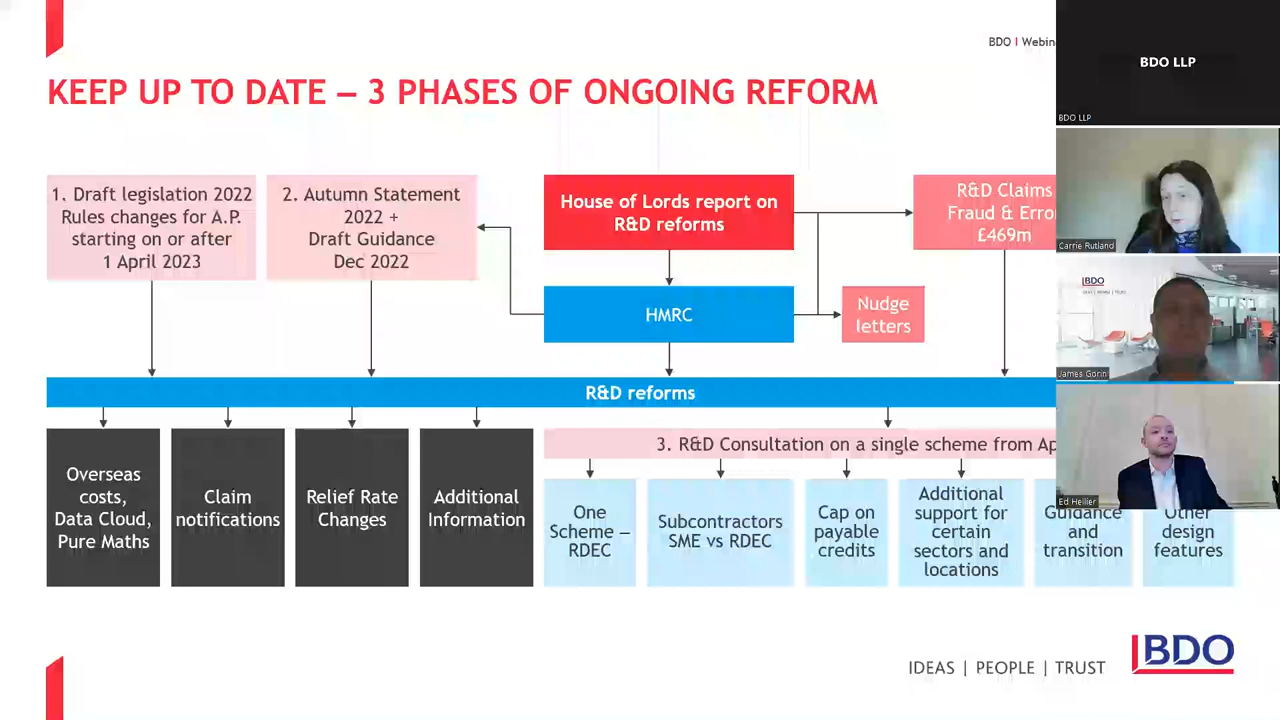 BDO | Webin
KEEP UP TO DATE – 3 PHASES OF ONGOING REFORM
1. Draft legislation 2022
Rules changes for A.P.
starting on or after
1 April 2023
2. Autumn Statement
2022 +
Draft Guidance
Dec 2022
House of Lords report on
R&D reforms
R&D Claims
Fraud & Error
£469m
HMRC
Nudge
letters
R&D reforms
Overseas
costs,
Data Cloud,
Pure Maths
Claim
notifications
Relief Rate
Changes
Additional
Information
3. R&D Consultation on a single scheme from Ap
One
Scheme –
RDEC
Subcontractors
SME vs RDEC
Cap on
payable
credits
Additional
support for
certain
sectors and
locations
Guidance
and
transition
Other
design
features
IDEAS | PEOPLE | TRUST
BDO
BDO LLP
BDO LLP
Carrie Rutland
BDO
IDEAS | PEOPLE | TRUST
James Gorin
Ed Hellier